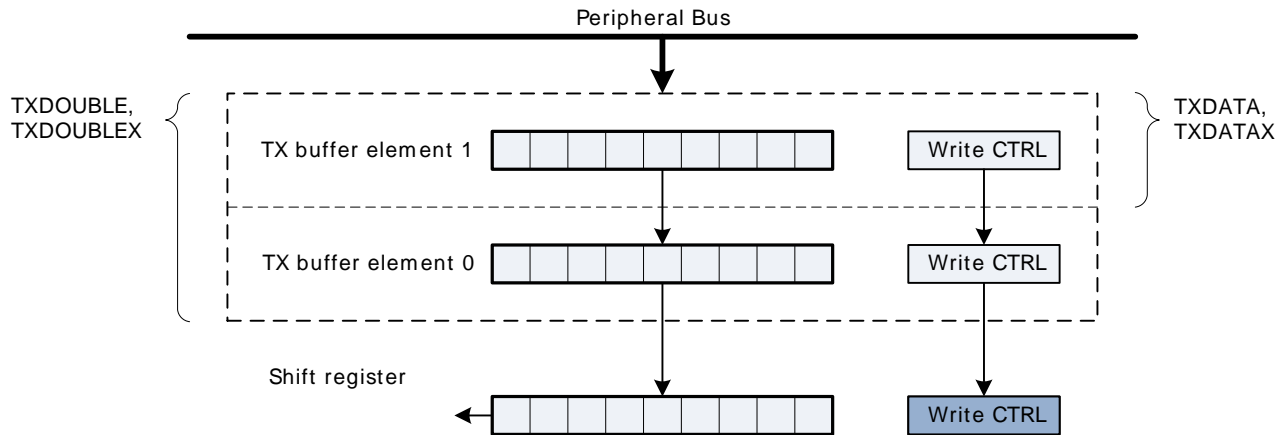 Peripheral Bus
TXDOUBLE,
TXDOUBLEX
TXDATA,
TXDATAX
TX buffer element 1
Write CTRL
TX buffer element 0
Write CTRL
Shift register
Write CTRL